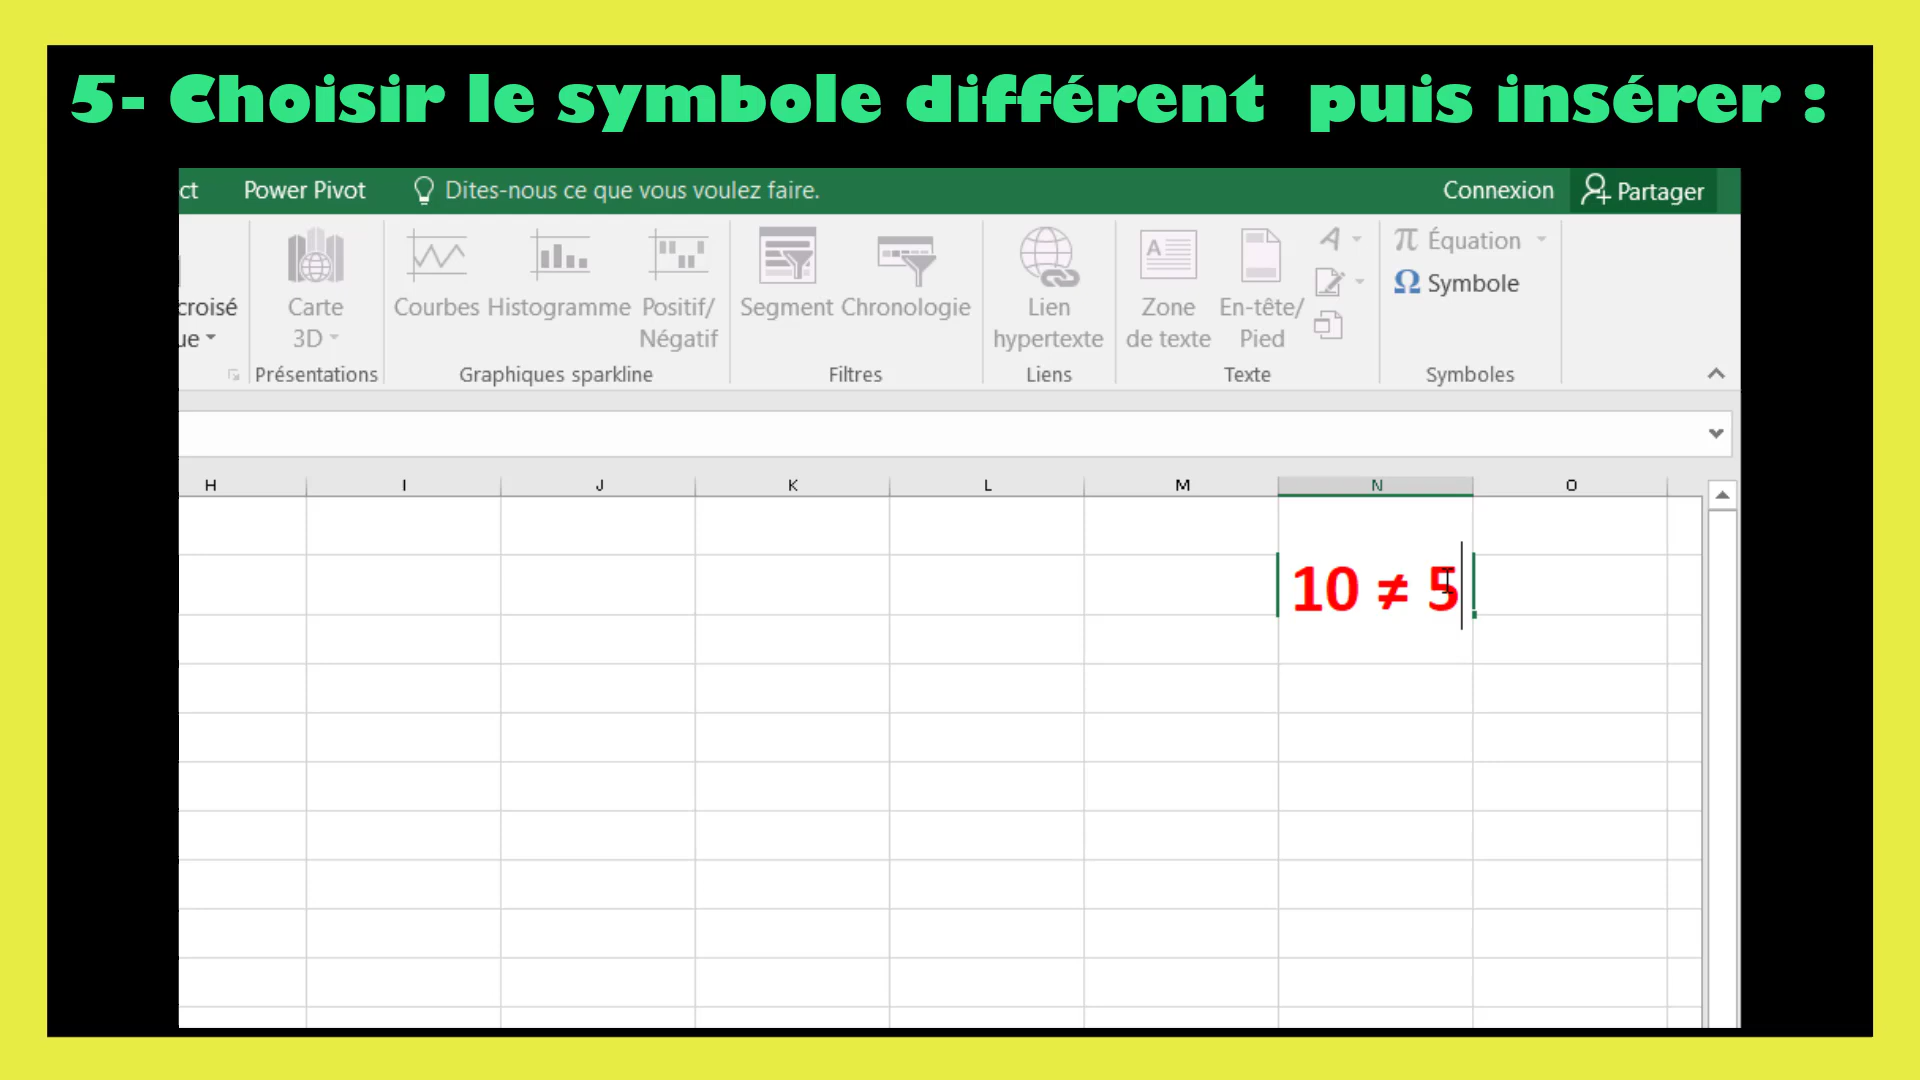 5- Choisir le symbole différent puis insérer :
ct Power Pivot Dites-nous ce que vous voulez faire. Connexion Partager
croisé
ue
Carte
3D
Présentations
Courbes Histogramme Positif/
Négatif
Graphiques sparkline
Segment Chronologie
Filtres
Lien
hypertexte
Liens
Zone
de texte
En-tête/
Pied
Texte
π Équation
Ω Symbole
Symboles
H I J K L M N O
10 ≠ 5